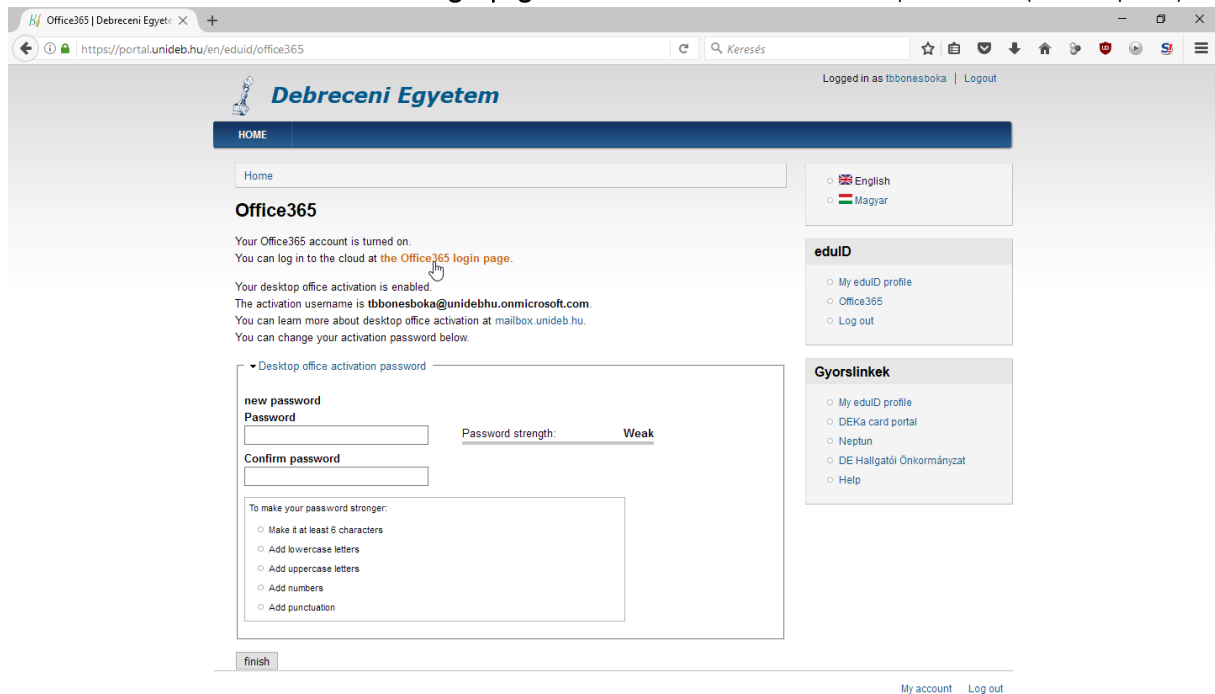 Office365 | Debreceni Egyete
https://portal.unideb.hu/en/eduid/office365
Keresés
Logged in as tbbonesboka | Logout
Debreceni Egyetem
HOME
Home
Office365
Your Office365 account is turned on.
You can log in to the cloud at the Office365 login page.
Your desktop office activation is enabled.
The activation username is tbbonesboka@unidebhu.onmicrosoft.com.
You can learn more about desktop office activation at mailbox.unideb.hu.
You can change your activation password below.
Desktop office activation password
new password
Password
Password strength: Weak
Confirm password
To make your password stronger:
Make it at least 6 characters
Add lowercase letters
Add uppercase letters
Add numbers
Add punctuation
finish
English
Magyar
eduID
My eduID profile
Office365
Log out
Gyorslinkek
My eduID profile
DEKa card portal
Neptun
DE Hallgatói Önkormányzat
Help
My account Log out